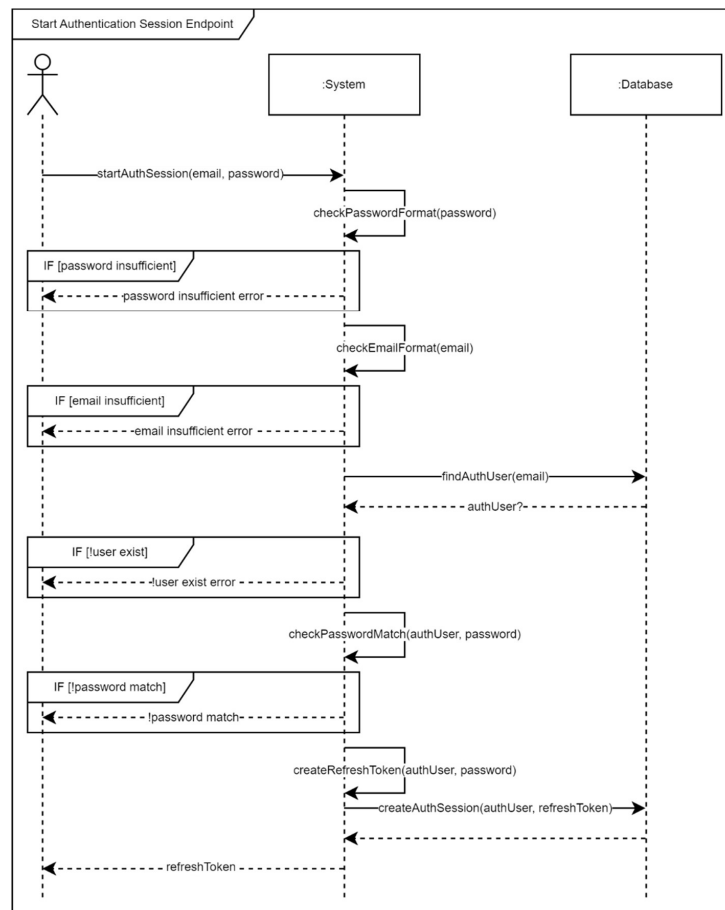 Start Authentication Session Endpoint
:System
:Database
startAuthSession(email, password)
checkPasswordFormat(password)
IF [password insufficient]
password insufficient error
checkEmailFormat(email)
IF [email insufficient]
email insufficient error
findAuthUser(email)
authUser?
IF [!user exist]
!user exist error
checkPasswordMatch(authUser, password)
IF [!password match]
!password match
createRefreshToken(authUser, password)
createAuthSession(authUser, refreshToken)
refreshToken